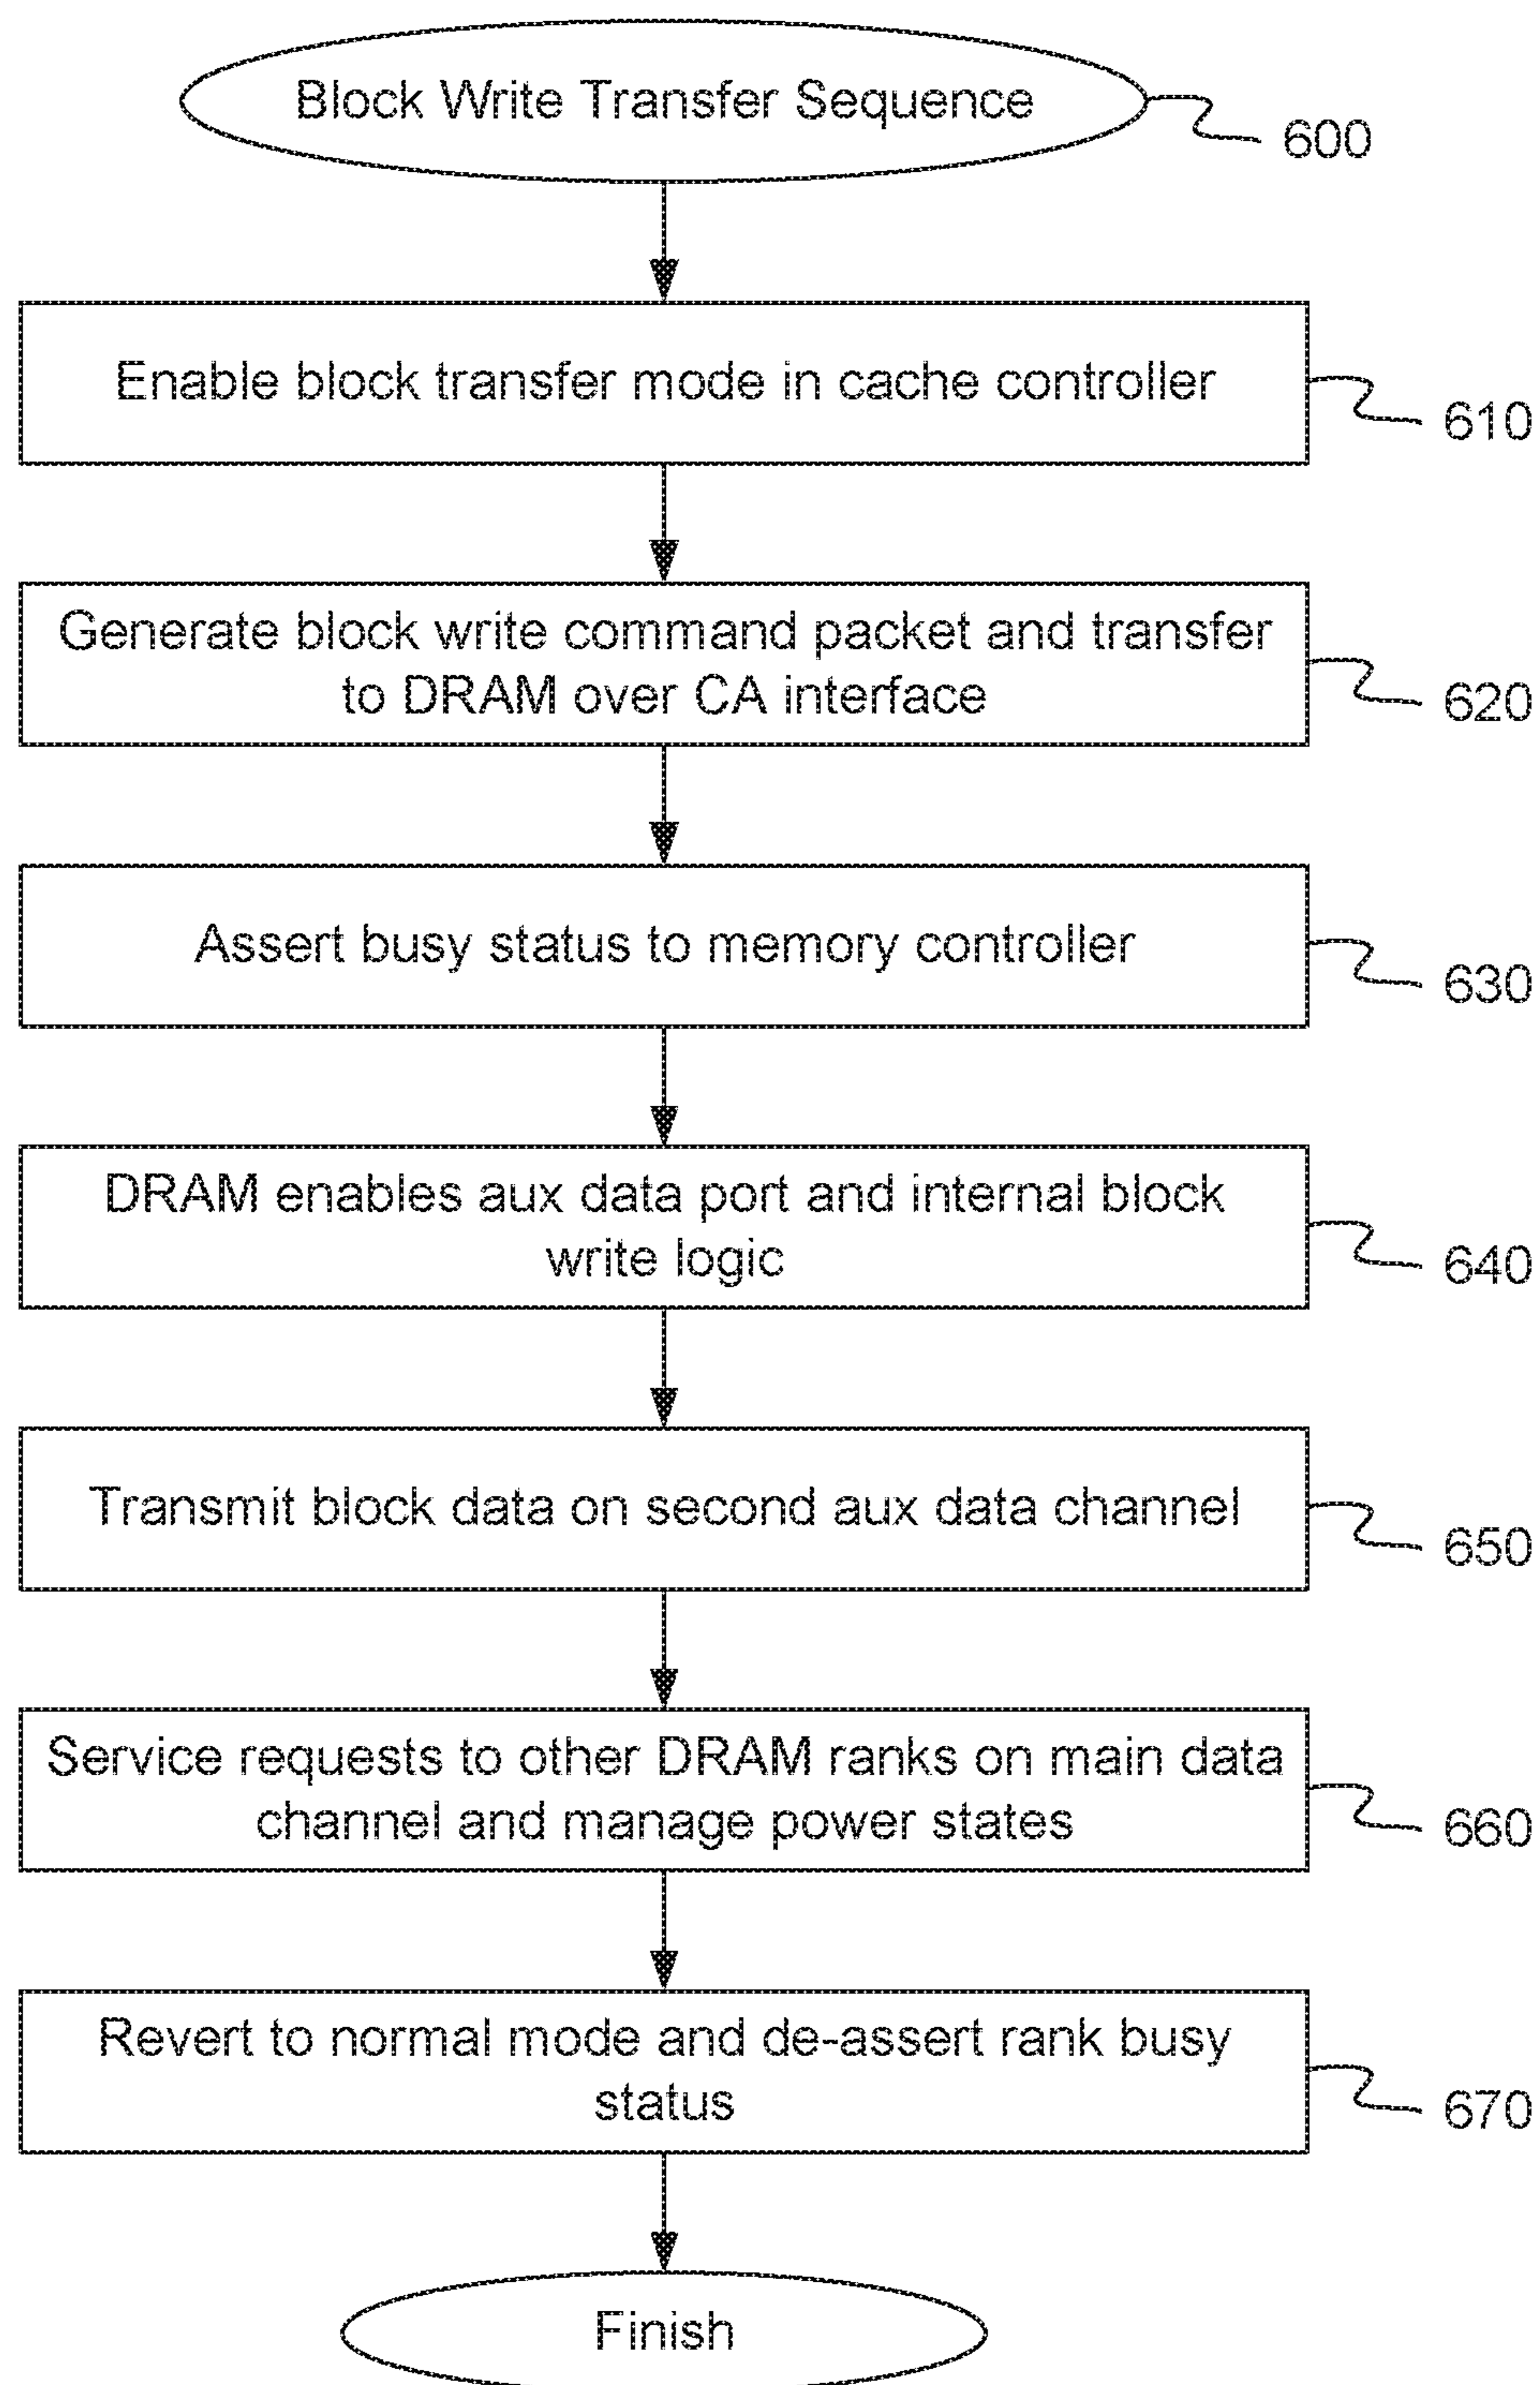 Block Write Transfer Sequence
600
Enable block transfer mode in cache controller
610
Generate block write command packet and transfer
to DRAM over CA interface
620
Assert busy status to memory controller
630
DRAM enables aux data port and internal block
write logic
640
Transmit block data on second aux data channel
650
Service requests to other DRAM ranks on main data
channel and manage power states
660
Revert to normal mode and de-assert rank busy
status
670
Finish